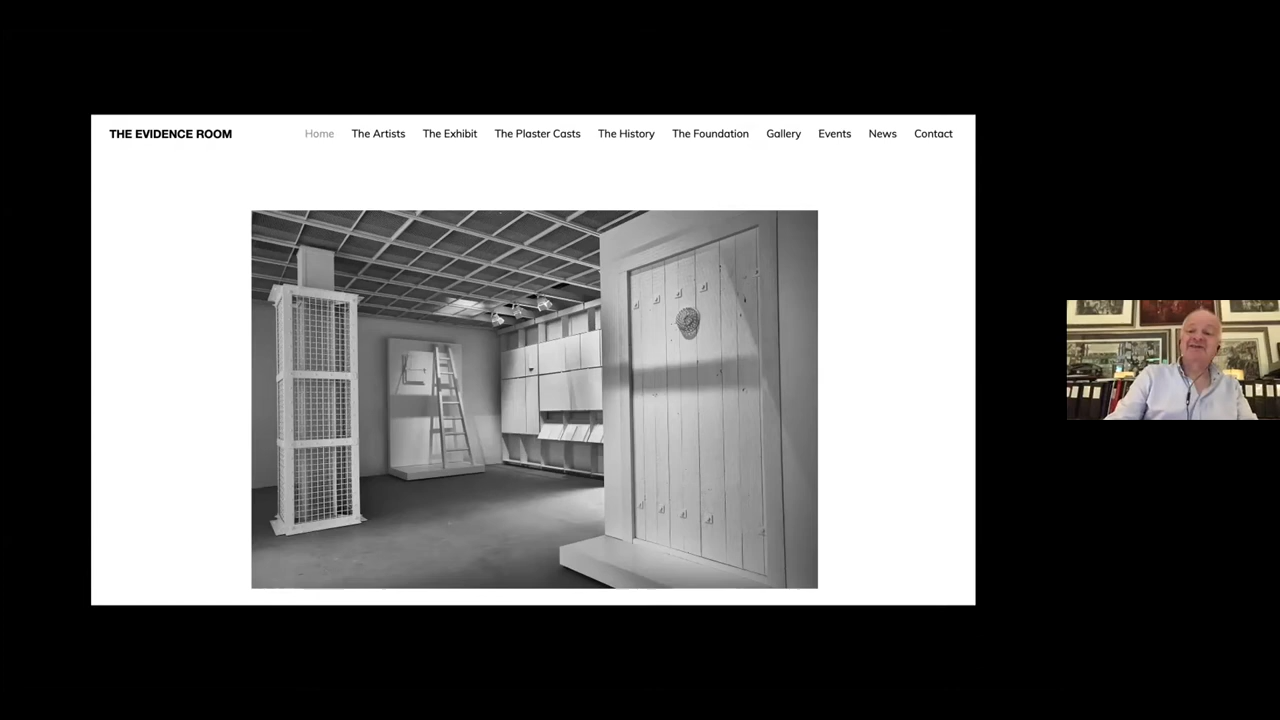 THE EVIDENCE ROOM Home The Artists The Exhibit The Plaster Casts The History The Foundation Gallery Events News Contact